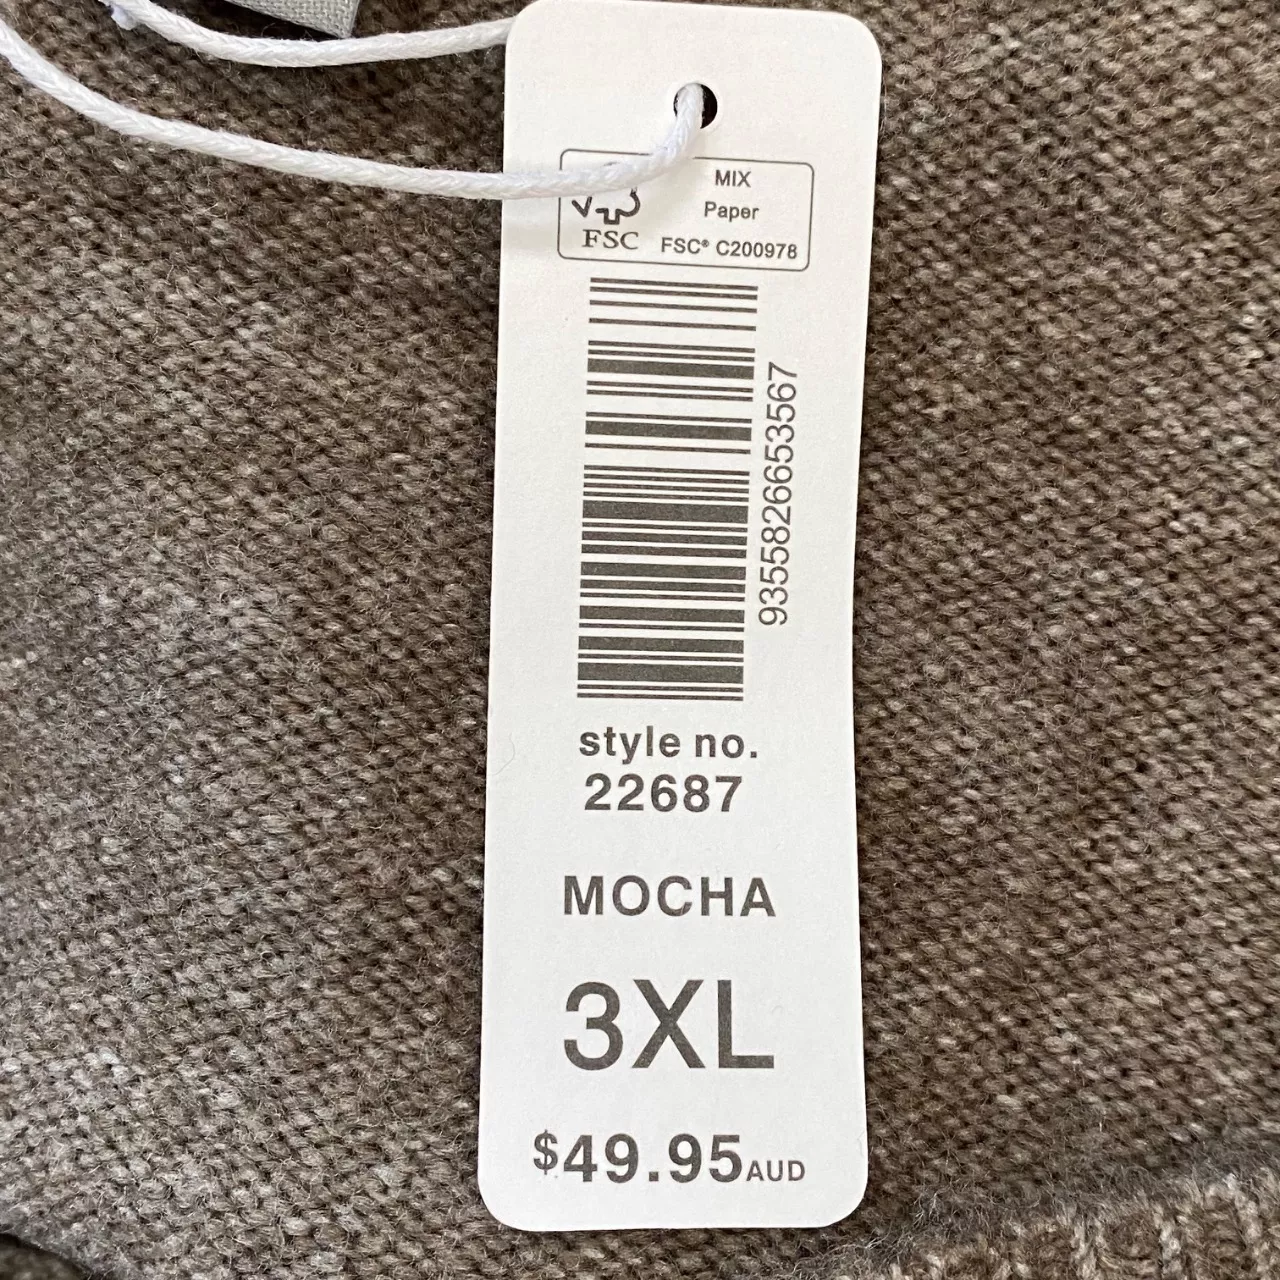 MIX
Paper
FSC
FSC® C200978
9355826653567
style no.
22687
MOCHA
3XL
$49.95AUD